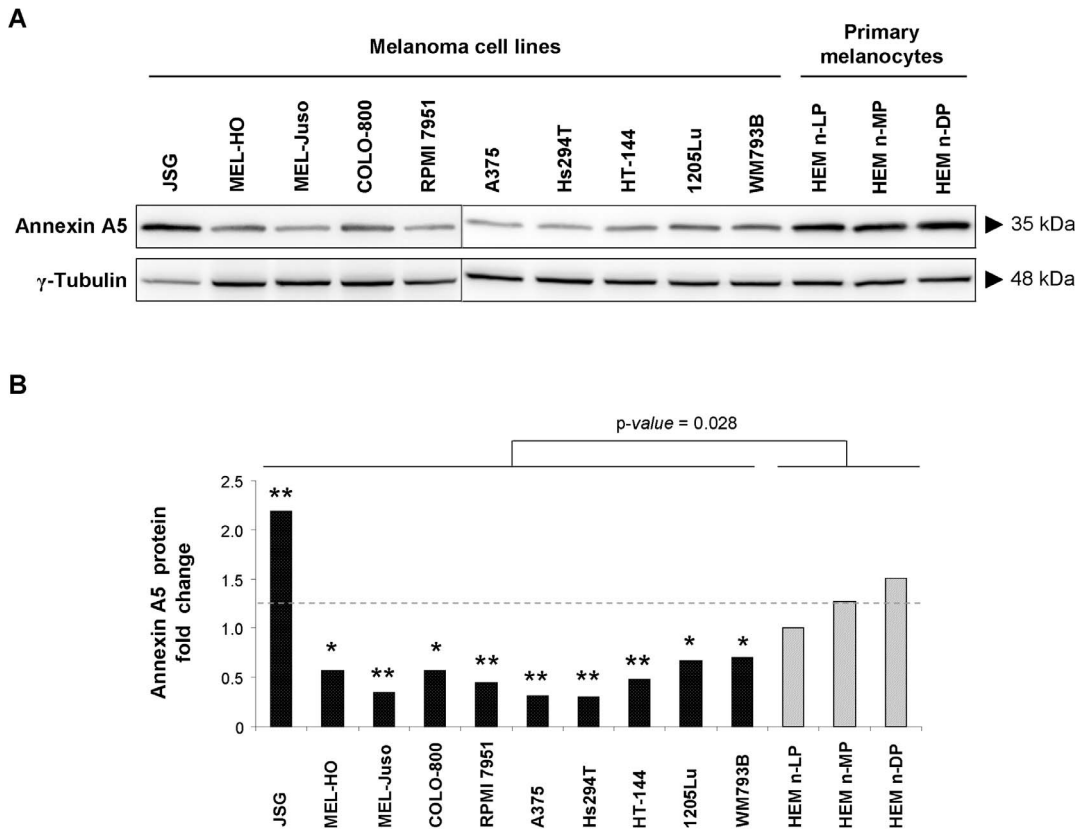 A
Melanoma cell lines
Primary
melanocytes
JSG
MEL-HO
MEL-Juso
COLO-800
RPMI 7951
A375
Hs294T
HT-144
1205Lu
WM793B
HEM n-LP
HEM n-MP
HEM n-DP
Annexin A5
▶ 35 kDa
γ-Tubulin
▶ 48 kDa
B
p-value = 0.028
Annexin A5 protein
fold change
2.5
2.0
1.5
1.0
0.5
0
**
*
**
*
**
**
**
**
*
*
JSG
MEL-HO
MEL-Juso
COLO-800
RPMI 7951
A375
Hs294T
HT-144
1205Lu
WM793B
HEM n-LP
HEM n-MP
HEM n-DP